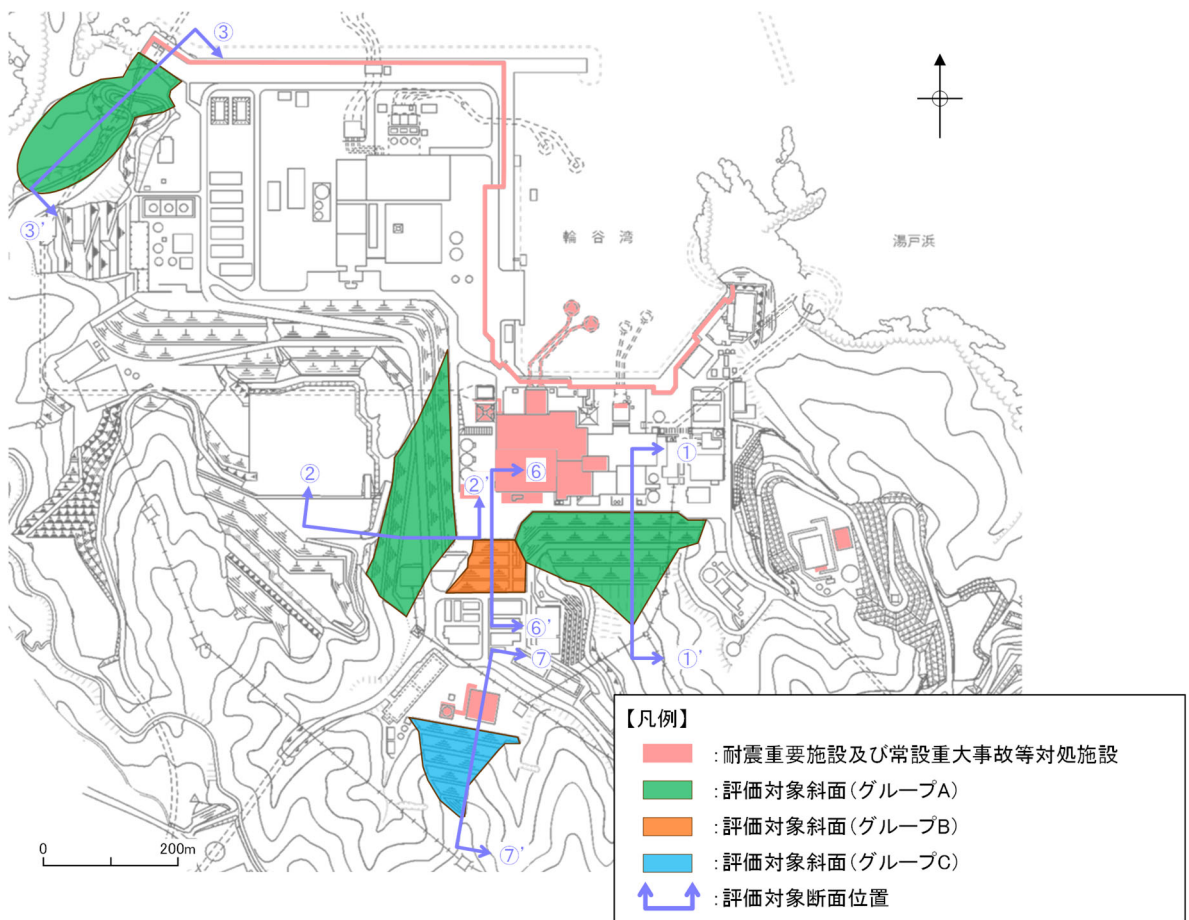 ③
③'
輪谷湾
湯戸浜
②
②'
⑥
①
⑥'
⑦
①'
⑦'
0 200m
【凡例】
:耐震重要施設及び常設重大事故等対処施設
:評価対象斜面(グループA)
:評価対象斜面(グループB)
:評価対象斜面(グループC)
:評価対象断面位置